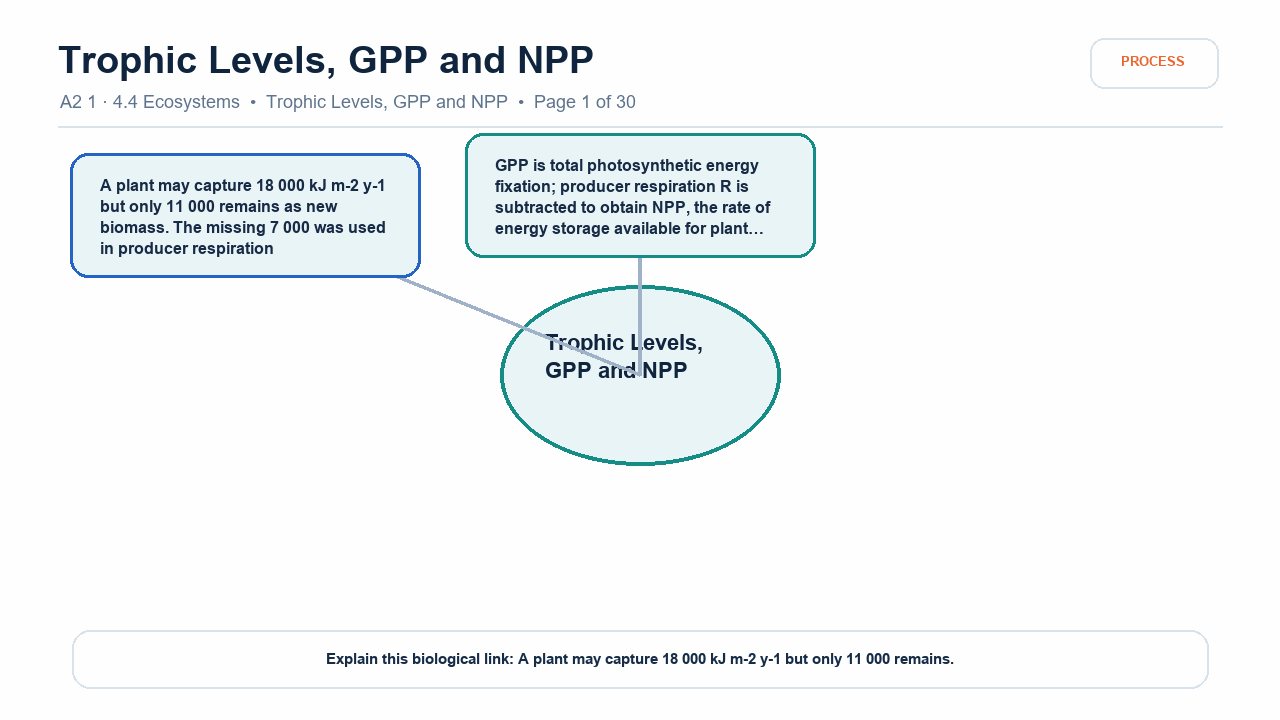 Trophic Levels, GPP and NPP
PROCESS
A2 1 · 4.4 Ecosystems • Trophic Levels, GPP and NPP • Page 1 of 30
A plant may capture 18 000 kJ m-2 y-1
but only 11 000 remains as new
biomass. The missing 7 000 was used
in producer respiration
GPP is total photosynthetic energy
fixation; producer respiration R is
subtracted to obtain NPP, the rate of
energy storage available for plant…
Trophic Levels,
GPP and NPP
Explain this biological link: A plant may capture 18 000 kJ m-2 y-1 but only 11 000 remains.